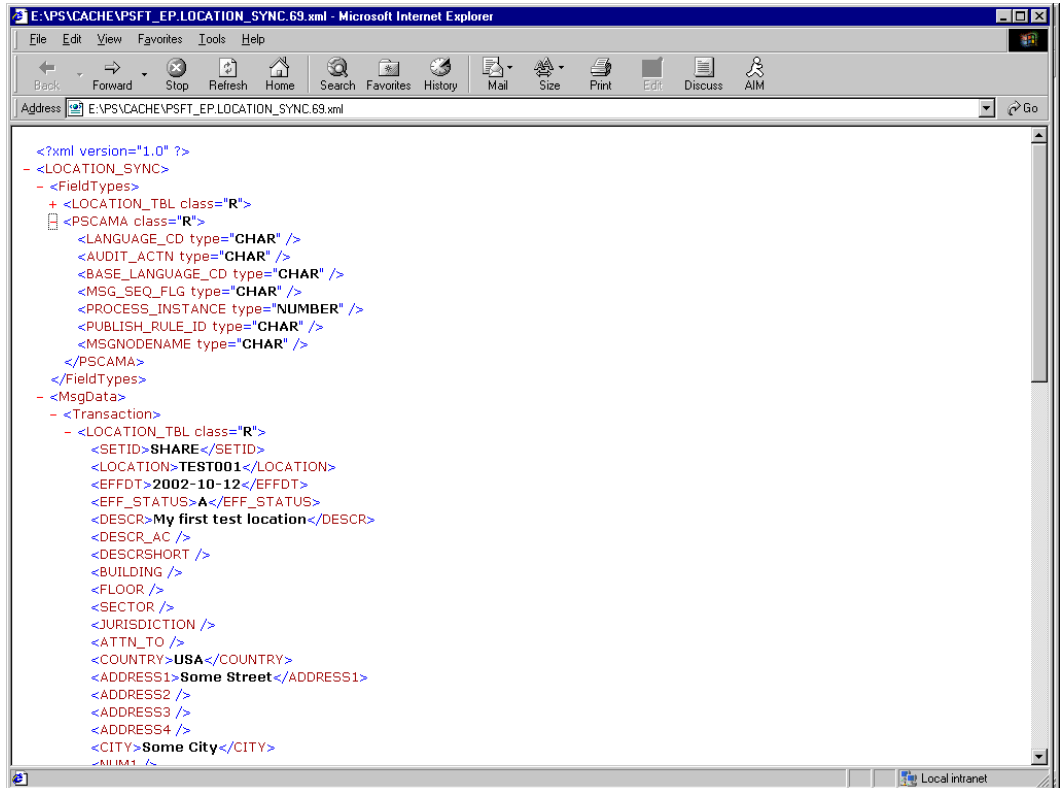 E:\PS\CACHE\PSFT_EP.LOCATION_SYNC.69.xml - Microsoft Internet Explorer
File Edit View Favorites Tools Help
Back Forward Stop Refresh Home Search Favorites History Mail Size Print Edit Discuss AIM
Address E:\PS\CACHE\PSFT_EP.LOCATION_SYNC.69.xml Go
<?xml version="1.0" ?>
- <LOCATION_SYNC>
- <FieldTypes>
+ <LOCATION_TBL class="R">
- <PSCAMA class="R">
<LANGUAGE_CD type="CHAR" />
<AUDIT_ACTN type="CHAR" />
<BASE_LANGUAGE_CD type="CHAR" />
<MSG_SEQ_FLG type="CHAR" />
<PROCESS_INSTANCE type="NUMBER" />
<PUBLISH_RULE_ID type="CHAR" />
<MSGNODENAME type="CHAR" />
</PSCAMA>
</FieldTypes>
- <MsgData>
- <Transaction>
- <LOCATION_TBL class="R">
<SETID>SHARE</SETID>
<LOCATION>TEST001</LOCATION>
<EFFDT>2002-10-12</EFFDT>
<EFF_STATUS>A</EFF_STATUS>
<DESCR>My first test location</DESCR>
<DESCR_AC />
<DESCRSHORT />
<BUILDING />
<FLOOR />
<SECTOR />
<JURISDICTION />
<ATTN_TO />
<COUNTRY>USA</COUNTRY>
<ADDRESS1>Some Street</ADDRESS1>
<ADDRESS2 />
<ADDRESS3 />
<ADDRESS4 />
<CITY>Some City</CITY>
<NUM1 />
Local intranet